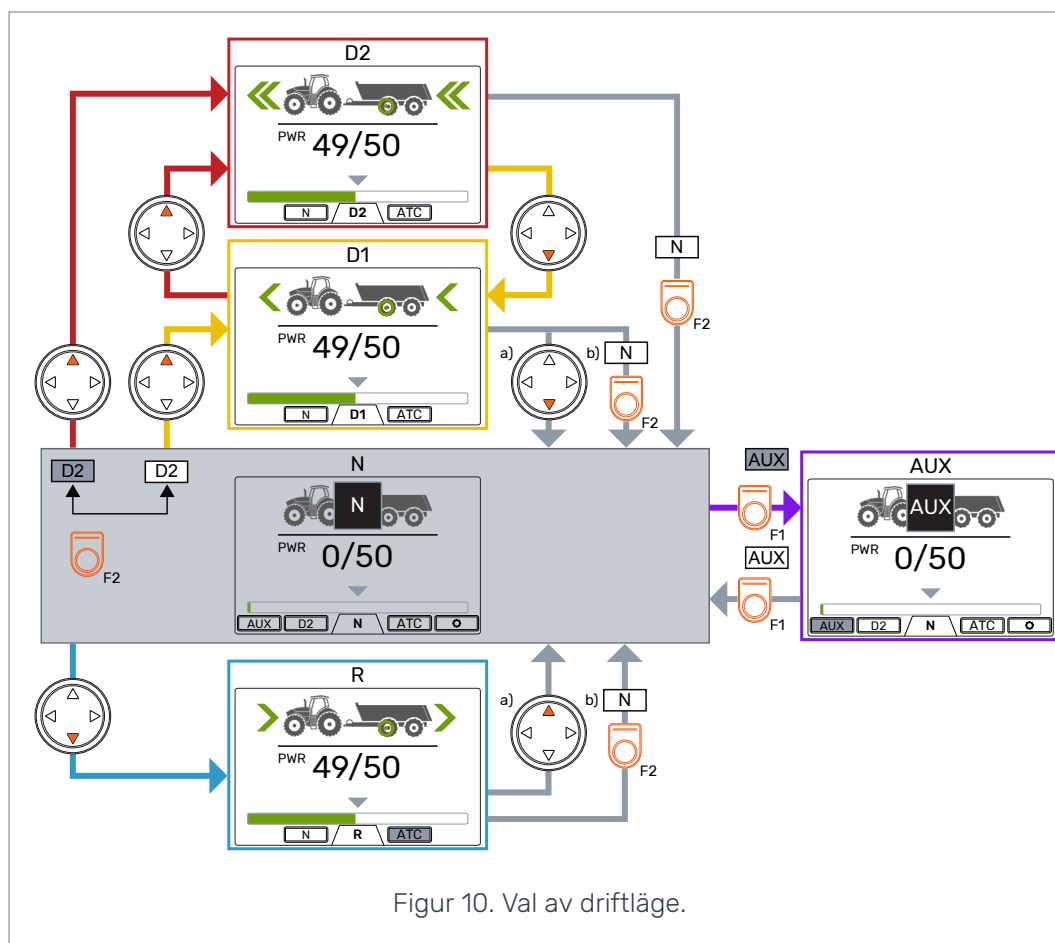 D2
PWR 49/50
N D2 ATC
D1
PWR 49/50
N D1 ATC
N
F2
a)
b) N
F2
D2 D2
F2
N
N
PWR 0/50
AUX D2 N ATC
AUX
F1
AUX
F1
AUX
AUX
PWR 0/50
AUX D2 N ATC
R
PWR 49/50
N R ATC
a)
b) N
F2
Figur 10. Val av driftläge.